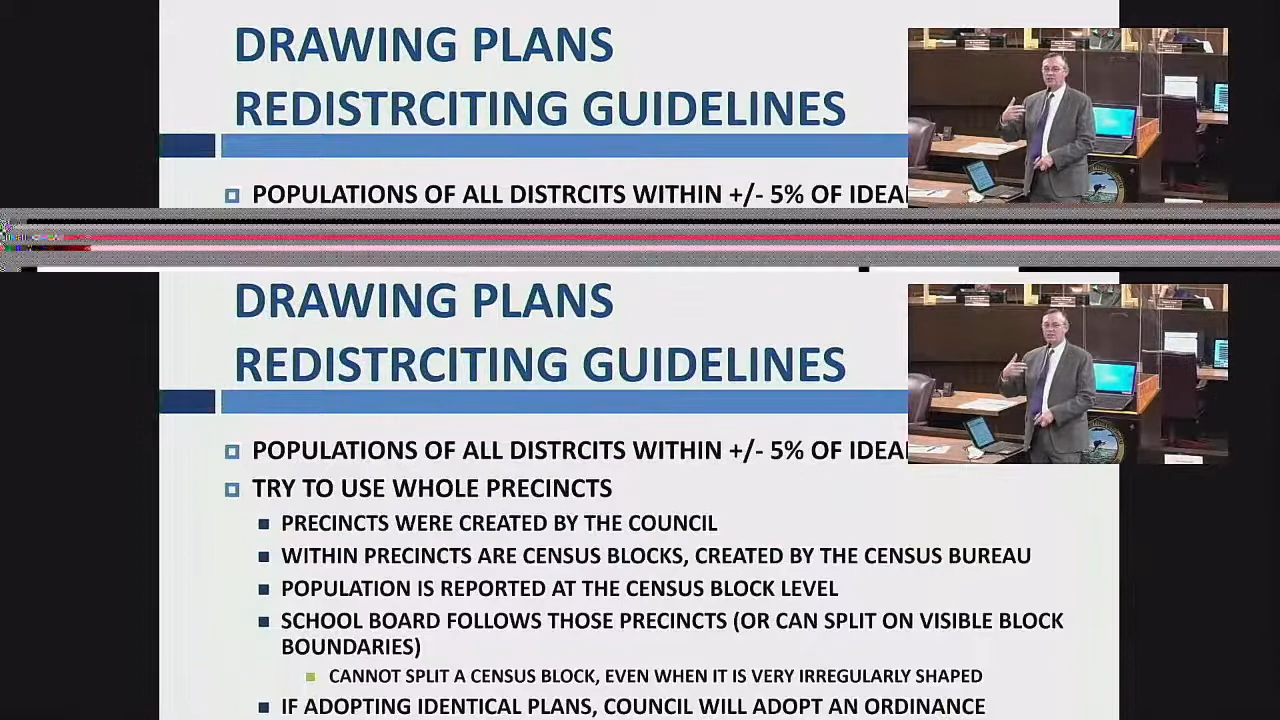 DRAWING PLANS
REDISTRCITING GUIDELINES
POPULATIONS OF ALL DISTRCITS WITHIN +/- 5% OF IDEAL
DRAWING PLANS
REDISTRCITING GUIDELINES
POPULATIONS OF ALL DISTRCITS WITHIN +/- 5% OF IDEAL
TRY TO USE WHOLE PRECINCTS
PRECINCTS WERE CREATED BY THE COUNCIL
WITHIN PRECINCTS ARE CENSUS BLOCKS, CREATED BY THE CENSUS BUREAU
POPULATION IS REPORTED AT THE CENSUS BLOCK LEVEL
SCHOOL BOARD FOLLOWS THOSE PRECINCTS (OR CAN SPLIT ON VISIBLE BLOCK
BOUNDARIES)
CANNOT SPLIT A CENSUS BLOCK, EVEN WHEN IT IS VERY IRREGULARLY SHAPED
IF ADOPTING IDENTICAL PLANS, COUNCIL WILL ADOPT AN ORDINANCE